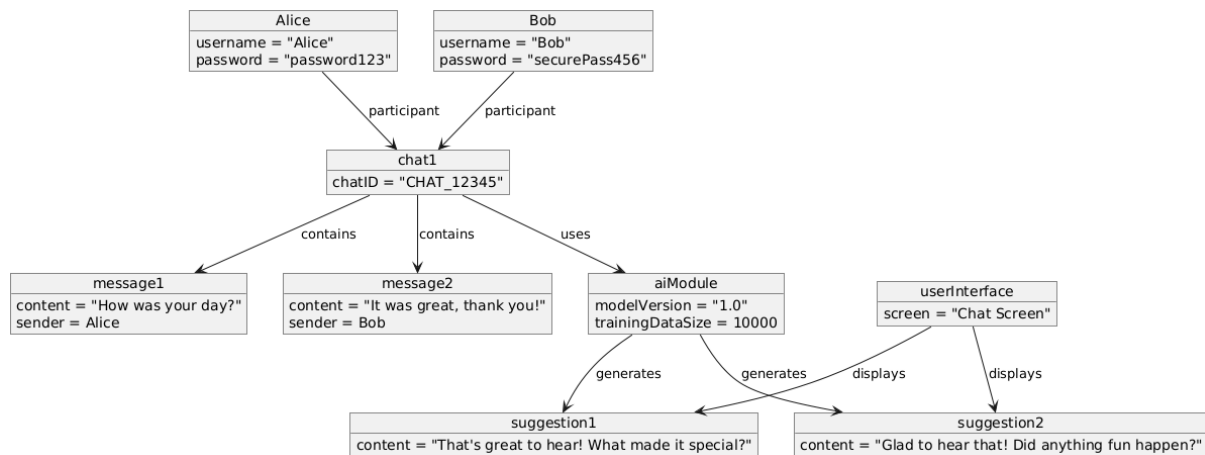 Alice
username = "Alice"
password = "password123"
Bob
username = "Bob"
password = "securePass456"
participant
participant
chat1
chatID = "CHAT_12345"
contains
contains
uses
message1
content = "How was your day?"
sender = Alice
message2
content = "It was great, thank you!"
sender = Bob
aiModule
modelVersion = "1.0"
trainingDataSize = 10000
userInterface
screen = "Chat Screen"
generates
generates
displays
displays
suggestion1
content = "That's great to hear! What made it special?"
suggestion2
content = "Glad to hear that! Did anything fun happen?"